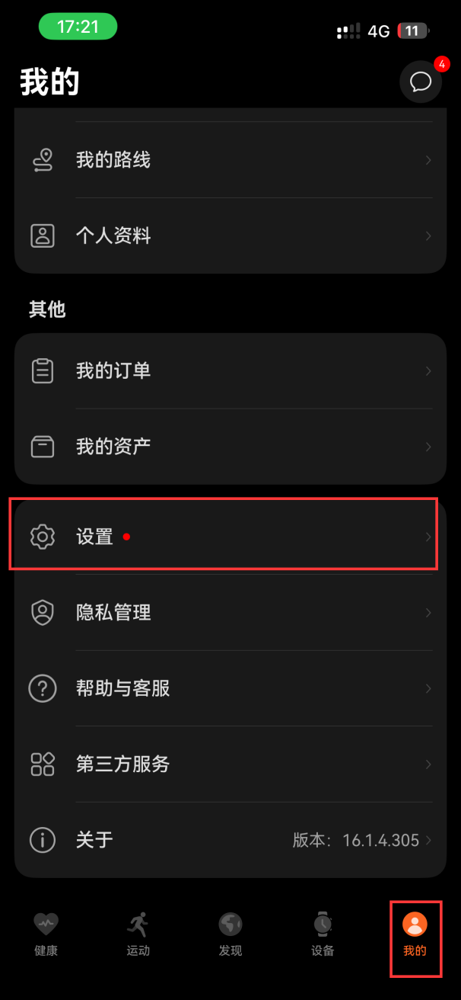 17:21
4G
11
我的
4
我的路线
个人资料
其他
我的订单
我的资产
设置
隐私管理
帮助与客服
第三方服务
关于
版本：16.1.4.305
健康
运动
发现
设备
我的